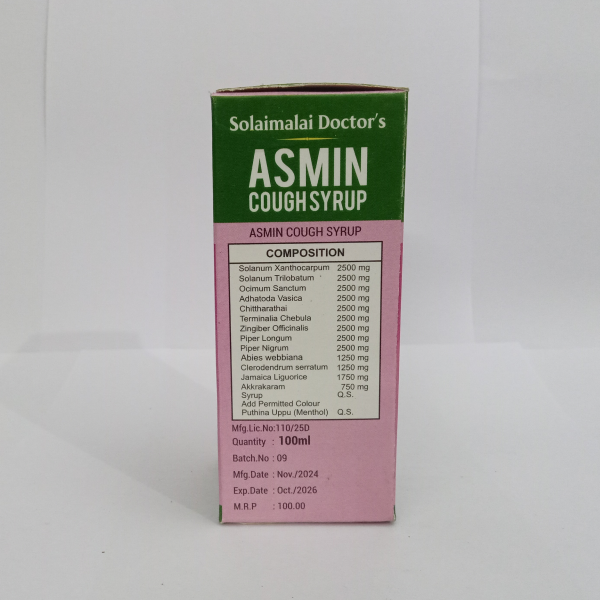 Solaimalai Doctor's
ASMIN
COUGH SYRUP
ASMIN COUGH SYRUP
COMPOSITION
Solanum Xanthocarpum 2500 mg
Solanum Trilobatum 2500 mg
Ocimum Sanctum 2500 mg
Adhatoda Vasica 2500 mg
Chittharathai 2500 mg
Terminalia Chebula 2500 mg
Zingiber Officinalis 2500 mg
Piper Longum 2500 mg
Piper Nigrum 2500 mg
Abies webbiana 1250 mg
Clerodendrum serratum 1250 mg
Jamaica Liguorice 1750 mg
Akkrakaram 750 mg
Syrup Q.S.
Add Permitted Colour
Puthina Uppu (Menthol) Q.S.
Mfg.Lic.No:110/25D
Quantity : 100ml
Batch.No : 09
Mfg.Date : Nov./2024
Exp.Date : Oct./2026
M.R.P : 100.00